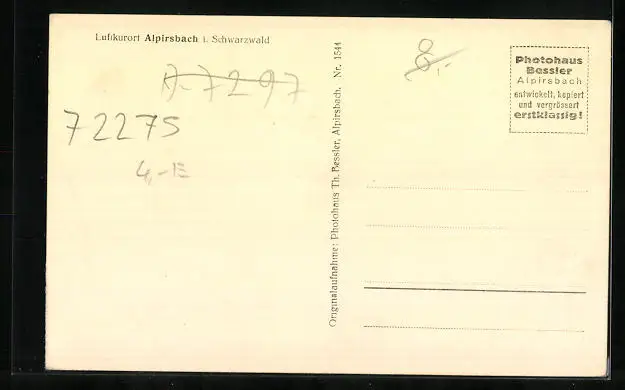 Luftkurort Alpirsbach i. Schwarzwald
72275
4,-E
Originalaufnahme: Photohaus Th. Bessler, Alpirsbach. Nr. 1544
8,-
Photohaus
Bessler
Alpirsbach
entwickelt, kopiert
und vergrössert
erstklassig!